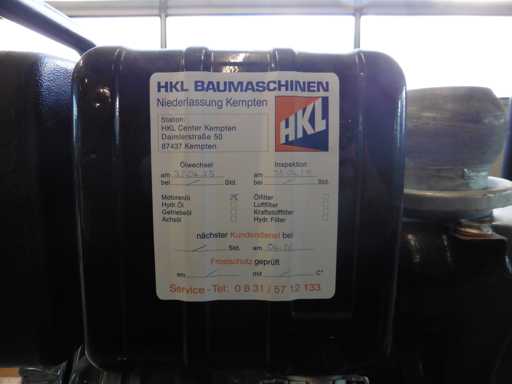 HKL BAUMASCHINEN
Niederlassung Kempten
HKL
Station:
HKL Center Kempten
Daimlerstraße 50
87437 Kempten
Ölwechsel Inspektion
am am
bei Std. bei Std.
Motorenöl Ölfilter
Hydr.Öl Luftfilter
Getriebeöl Kraftstofffilter
Achsöl Hydr. Filter
nächster Kundendienst bei
Std. am
Frostschutz geprüft
am mit C°
Service - Tel: 0 8 31 / 57 12 133